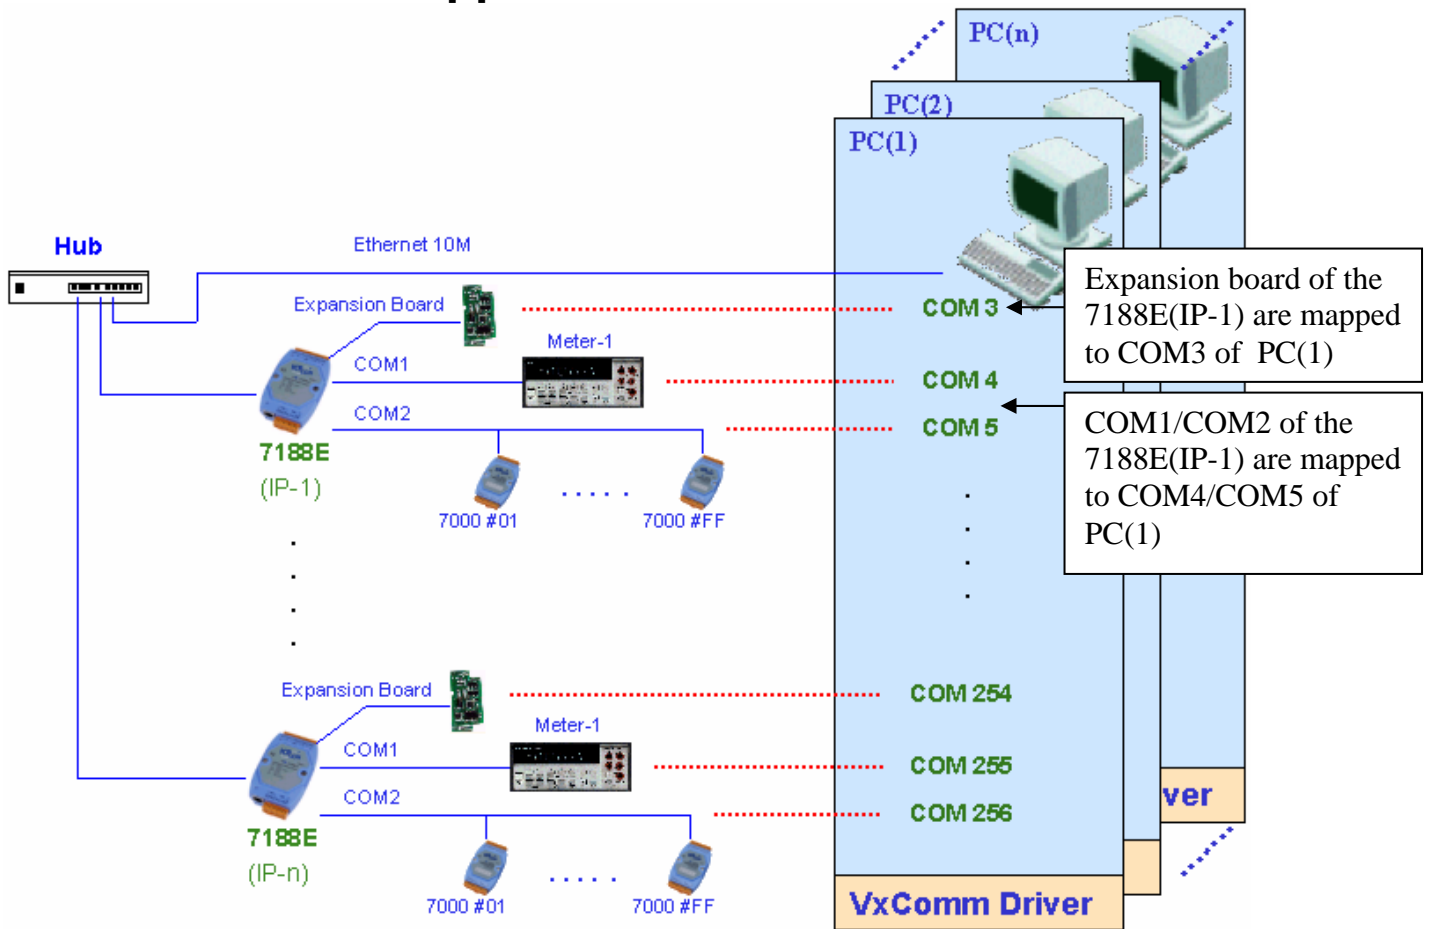 PC(n)
PC(2)
PC(1)
Hub
Ethernet 10M
Expansion Board
COM 3
Expansion board of the
7188E(IP-1) are mapped
to COM3 of PC(1)
Meter-1
COM1
COM 4
COM2
COM 5
COM1/COM2 of the
7188E(IP-1) are mapped
to COM4/COM5 of
PC(1)
7188E
(IP-1)
7000 #01
. . . . .
7000 #FF
Expansion Board
COM 254
Meter-1
COM1
COM 255
COM2
COM 256
ver
7188E
(IP-n)
7000 #01
. . . . .
7000 #FF
VxComm Driver